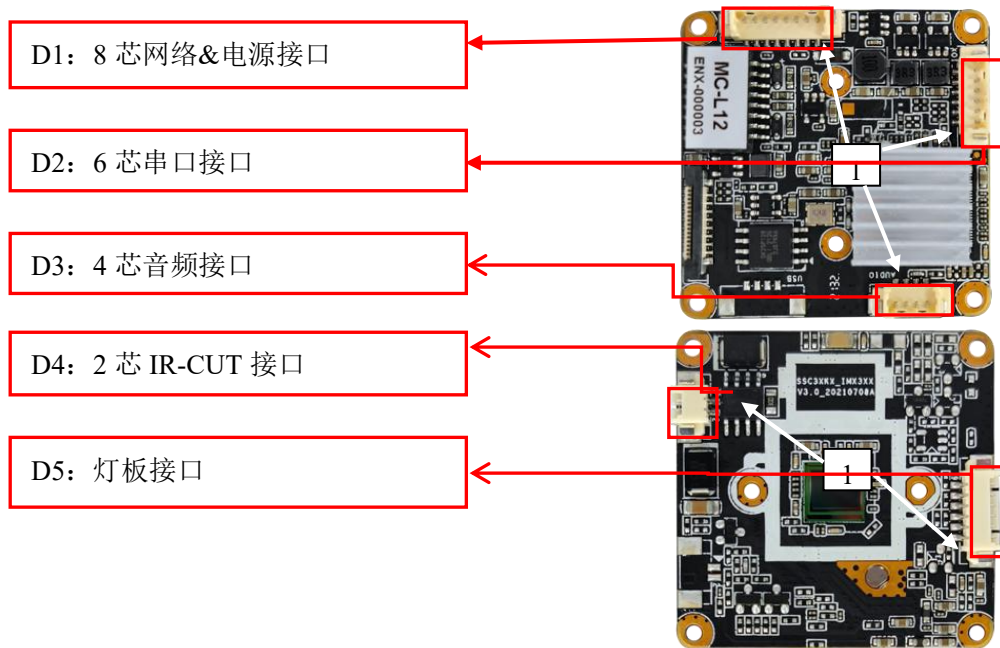 D1：8 芯网络&电源接口
D2：6 芯串口接口
D3：4 芯音频接口
D4：2 芯 IR-CUT 接口
D5：灯板接口
MC-L12
ENX-000003
1
AUDIO
USB
2132.
SSC3XKX_IMX3XX
V3.0_20210708A
1